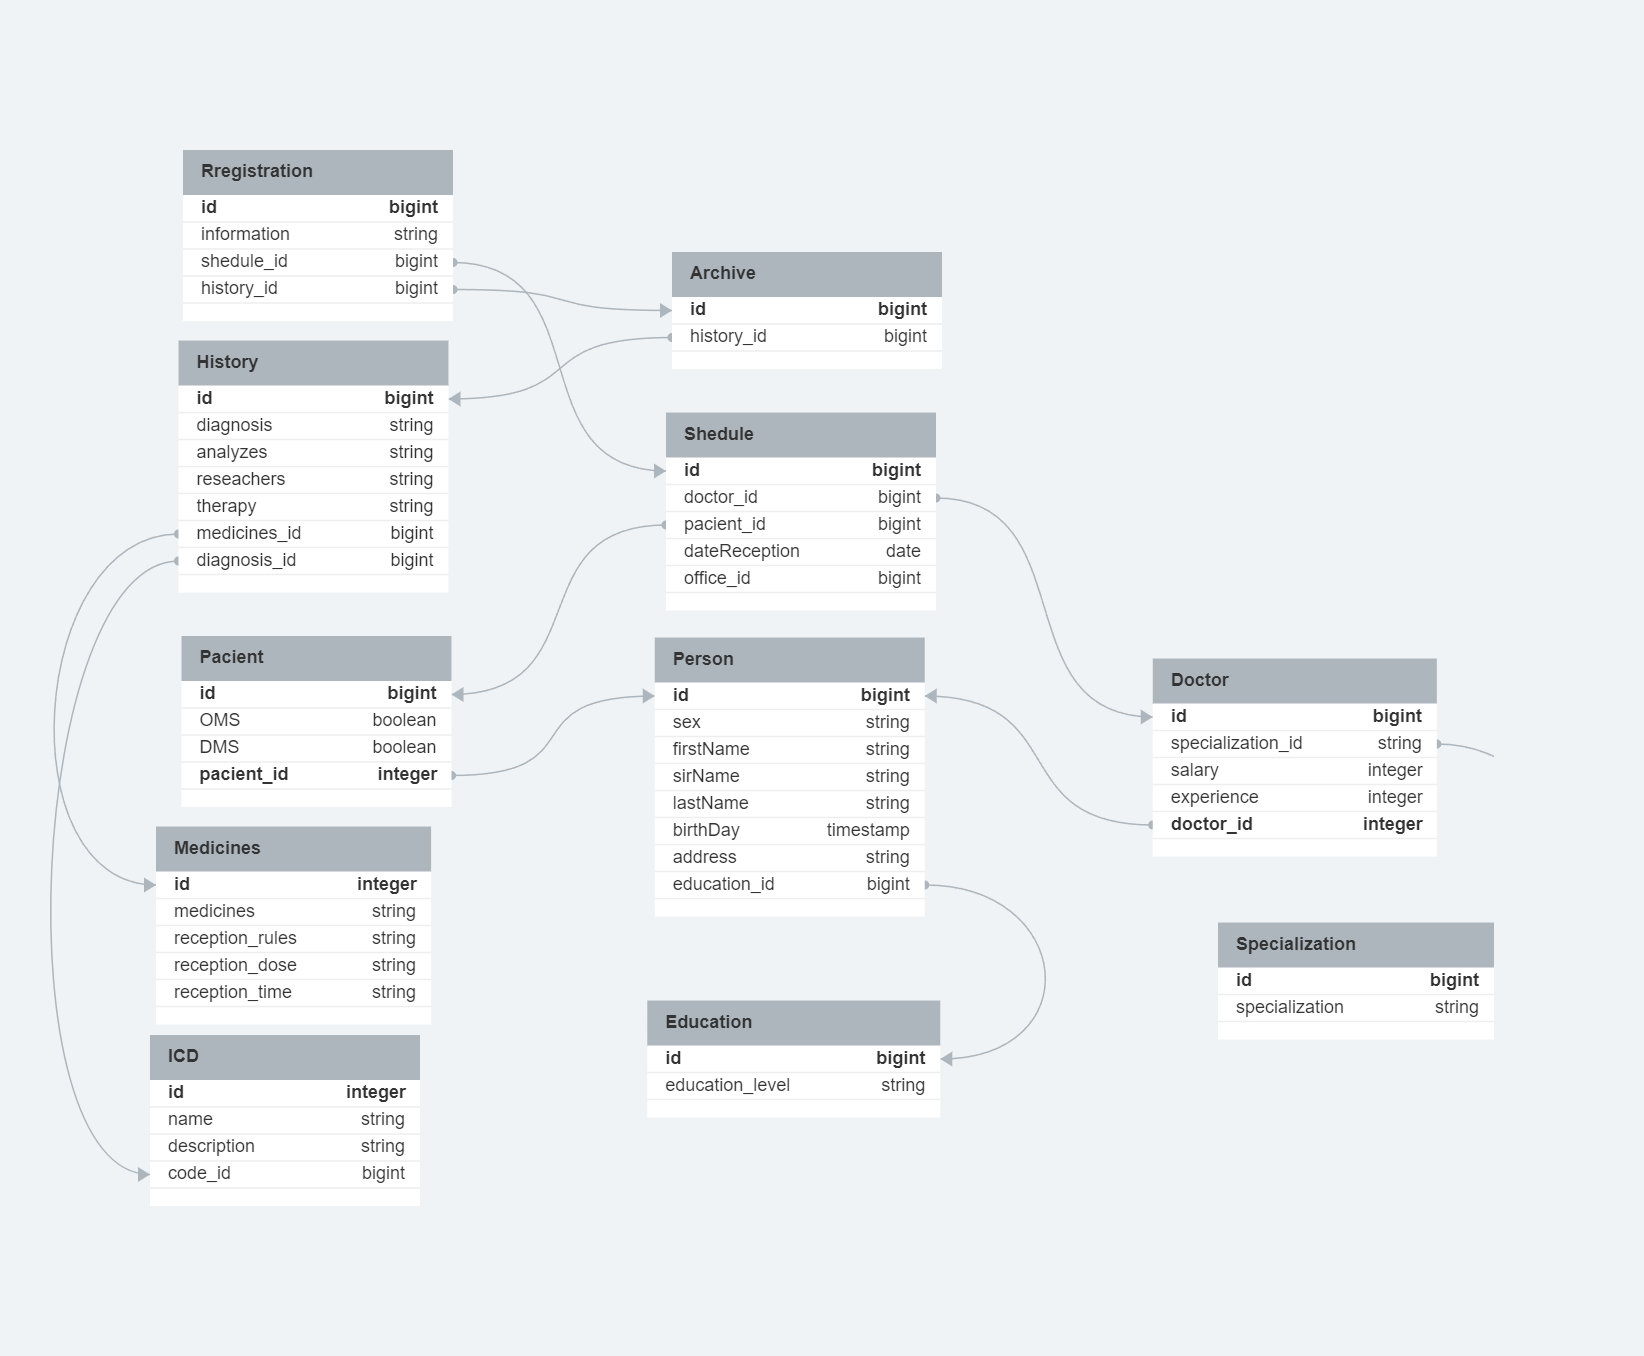 Rregistration
id bigint
information string
shedule_id bigint
history_id bigint
History
id bigint
diagnosis string
analyzes string
reseachers string
therapy string
medicines_id bigint
diagnosis_id bigint
Pacient
id bigint
OMS boolean
DMS boolean
pacient_id integer
Medicines
id integer
medicines string
reception_rules string
reception_dose string
reception_time string
ICD
id integer
name string
description string
code_id bigint
Archive
id bigint
history_id bigint
Shedule
id bigint
doctor_id bigint
pacient_id bigint
dateReception date
office_id bigint
Person
id bigint
sex string
firstName string
sirName string
lastName string
birthDay timestamp
address string
education_id bigint
Education
id bigint
education_level string
Doctor
id bigint
specialization_id string
salary integer
experience integer
doctor_id integer
Specialization
id bigint
specialization string